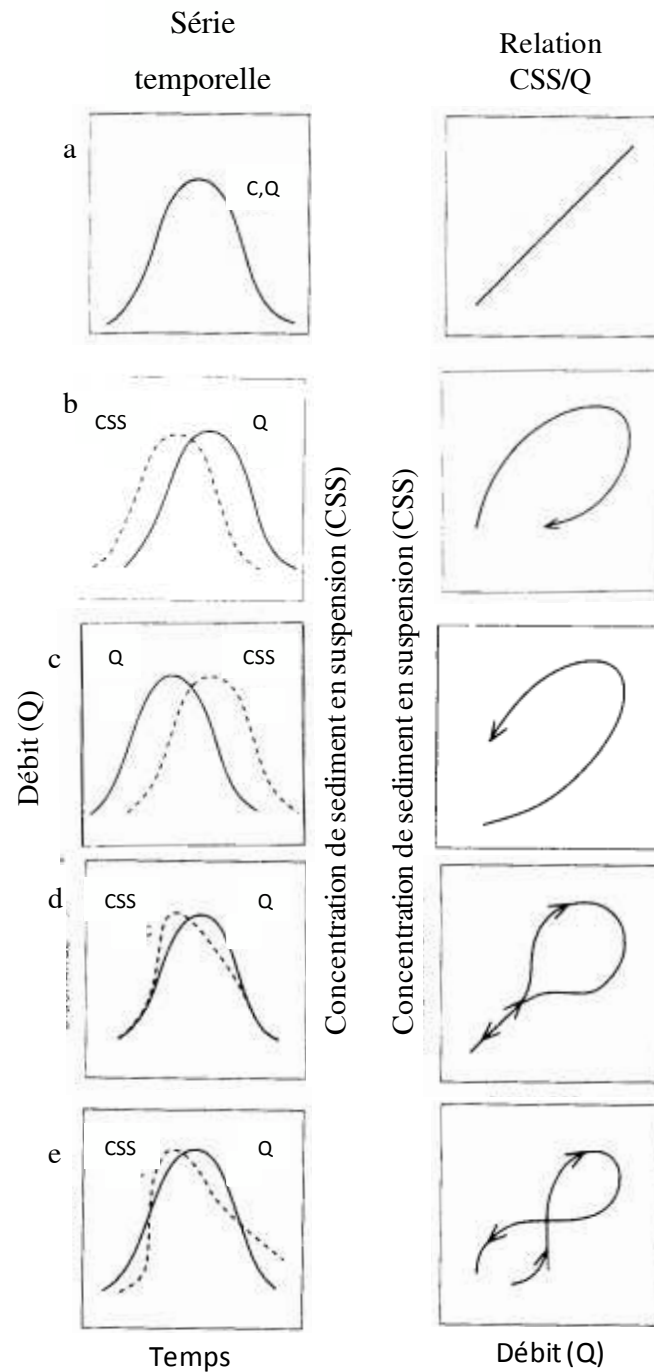 Série
temporelle
Relation
CSS/Q
a
C,Q
b
CSS
Q
c
Q
CSS
d
CSS
Q
e
CSS
Q
Débit (Q)
Concentration de sediment en suspension (CSS)
Concentration de sediment en suspension (CSS)
Temps
Débit (Q)